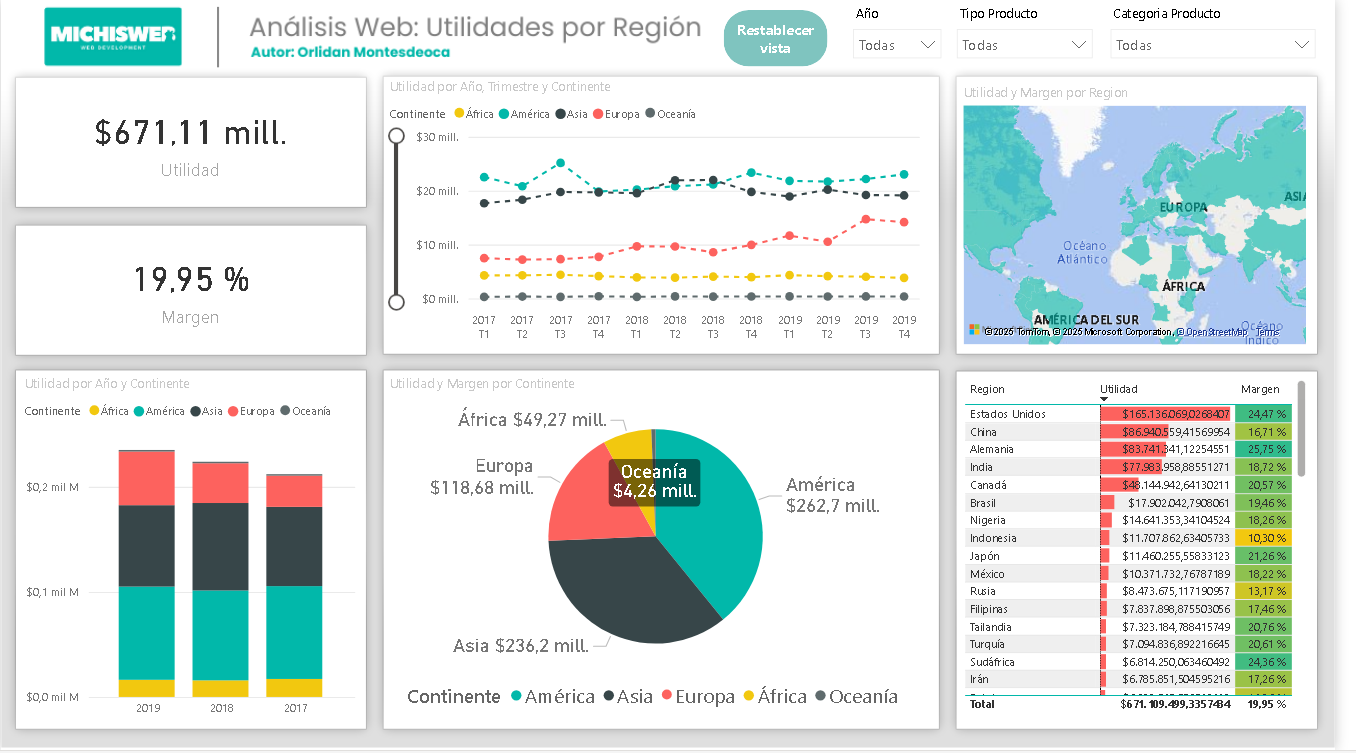 MICHISWEB
WEB DEVELOPMENT
Análisis Web: Utilidades por Región
Autor: Orlidan Montesdeoca
Restablecer
vista
Año
Todas
Tipo Producto
Todas
Categoria Producto
Todas
$671,11 mill.
Utilidad
19,95 %
Margen
Utilidad por Año, Trimestre y Continente
Continente África América Asia Europa Oceanía
$30 mill.
$20 mill.
$10 mill.
$0 mill.
2017 2017 2017 2017 2018 2018 2018 2018 2019 2019 2019 2019
T1 T2 T3 T4 T1 T2 T3 T4 T1 T2 T3 T4
Utilidad y Margen por Region
EUROPA
ASIA
Océano
Atlántico
ÁFRICA
AMÉRICA DEL SUR
Océano
Índico
© 2025 TomTom, © 2025 Microsoft Corporation, © OpenStreetMap Terms
Utilidad por Año y Continente
Continente África América Asia Europa Oceanía
$0,2 mil M
$0,1 mil M
$0,0 mil M
2019 2018 2017
Utilidad y Margen por Continente
África $49,27 mill.
Europa
$118,68 mill.
Oceanía
$4,26 mill.
América
$262,7 mill.
Asia $236,2 mill.
Continente América Asia Europa África Oceanía
Region Utilidad Margen
Estados Unidos $165.136.069,0268407 24,47 %
China $86.940.559,41569954 16,71 %
Alemania $83.741.341,12254551 25,75 %
India $77.983.958,88551271 18,72 %
Canadá $48.144.942,64130211 20,57 %
Brasil $17.902.042,7908061 19,46 %
Nigeria $14.641.353,34104524 18,26 %
Indonesia $11.707.862,63405733 10,30 %
Japón $11.460.255,55833123 21,26 %
México $10.371.732,76787189 18,22 %
Rusia $8.473.675,117190957 13,17 %
Filipinas $7.837.898,875503056 17,46 %
Tailandia $7.323.184,788415749 20,76 %
Turquía $7.094.836,892216645 20,61 %
Sudáfrica $6.814.250,063460492 24,36 %
Irán $6.785.851,504595216 17,26 %
Total $671.109.499,3357434 19,95 %